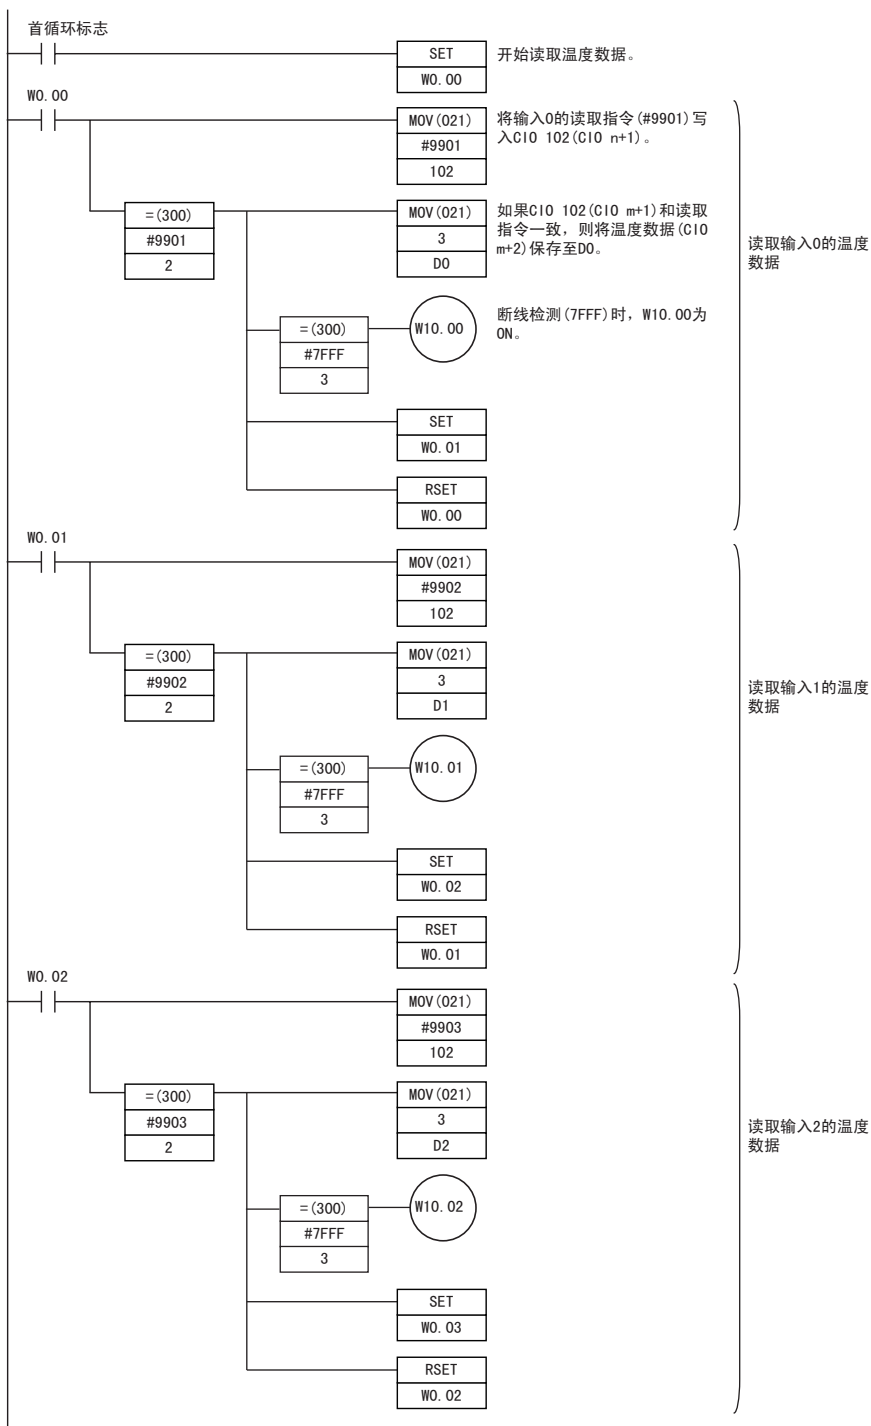 首循环标志
SET
W0.00
开始读取温度数据。
W0.00
MOV(021)
#9901
102
将输入0的读取指令(#9901)写
入CIO 102(CIO n+1)。
=(300)
#9901
2
MOV(021)
3
D0
如果CIO 102(CIO m+1)和读取
指令一致，则将温度数据(CIO
m+2)保存至D0。
=(300)
#7FFF
3
W10.00
断线检测(7FFF)时，W10.00为
ON。
SET
W0.01
RSET
W0.00
读取输入0的温度
数据
W0.01
MOV(021)
#9902
102
=(300)
#9902
2
MOV(021)
3
D1
=(300)
#7FFF
3
W10.01
SET
W0.02
RSET
W0.01
读取输入1的温度
数据
W0.02
MOV(021)
#9903
102
=(300)
#9903
2
MOV(021)
3
D2
=(300)
#7FFF
3
W10.02
SET
W0.03
RSET
W0.02
读取输入2的温度
数据